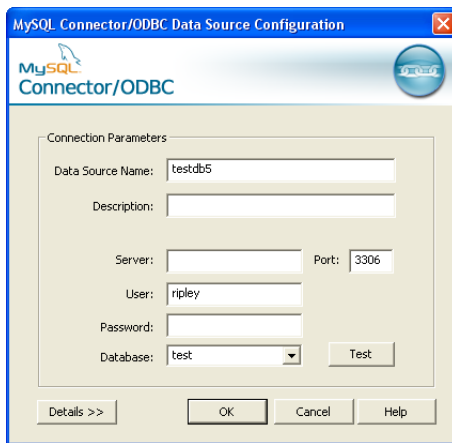 MySQL Connector/ODBC Data Source Configuration
MySQL
Connector/ODBC
Connection Parameters
Data Source Name: testdb5
Description:
Server: Port: 3306
User: ripley
Password:
Database: test Test
Details >> OK Cancel Help